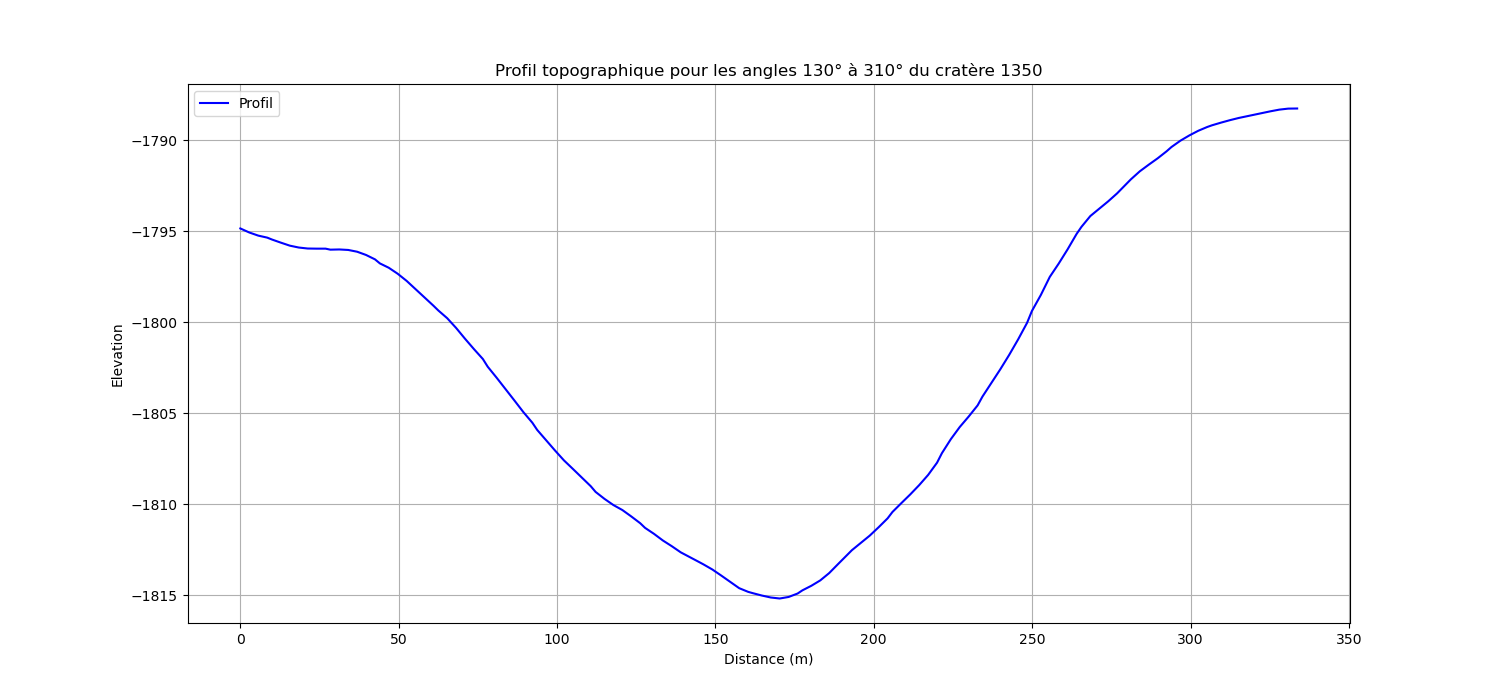 Profil topographique pour les angles 130° à 310° du cratère 1350
Profil
−1790
−1795
−1800
−1805
−1810
−1815
Elevation
0 50 100 150 200 250 300 350
Distance (m)